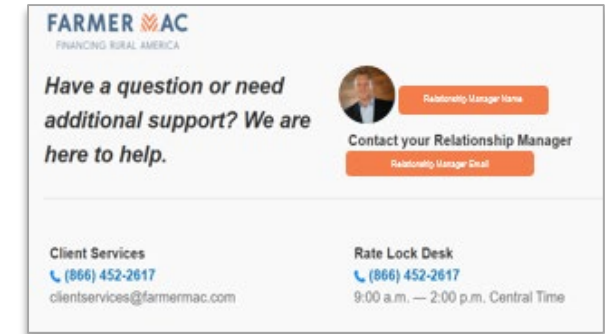 FARMER MAC
FINANCING RURAL AMERICA
Have a question or need
additional support? We are
here to help.
Relationship Manager Name
Contact your Relationship Manager
Relationship Manager Email
Client Services
(866) 452-2617
clientservices@farmermac.com
Rate Lock Desk
(866) 452-2617
9:00 a.m. — 2:00 p.m. Central Time